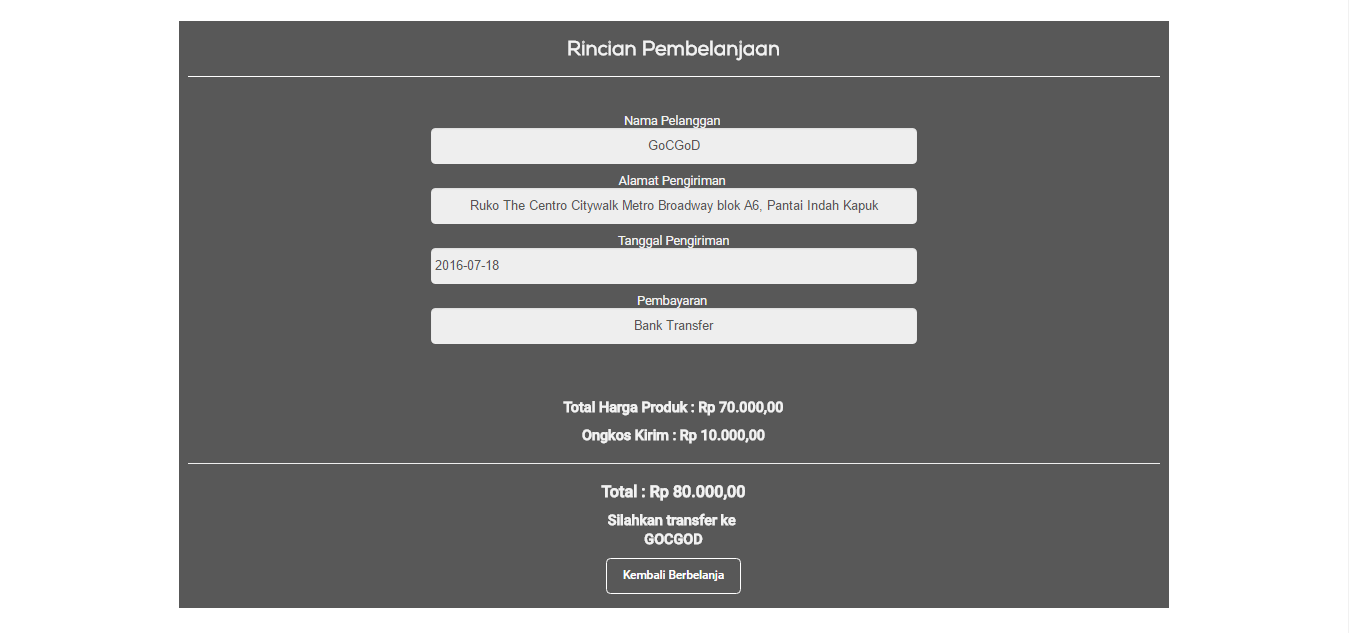 Rincian Pembelanjaan
Nama Pelanggan
GoCGoD
Alamat Pengiriman
Ruko The Centro Citywalk Metro Broadway blok A6, Pantai Indah Kapuk
Tanggal Pengiriman
2016-07-18
Pembayaran
Bank Transfer
Total Harga Produk : Rp 70.000,00
Ongkos Kirim : Rp 10.000,00
Total : Rp 80.000,00
Silahkan transfer ke
GOCGOD
Kembali Berbelanja